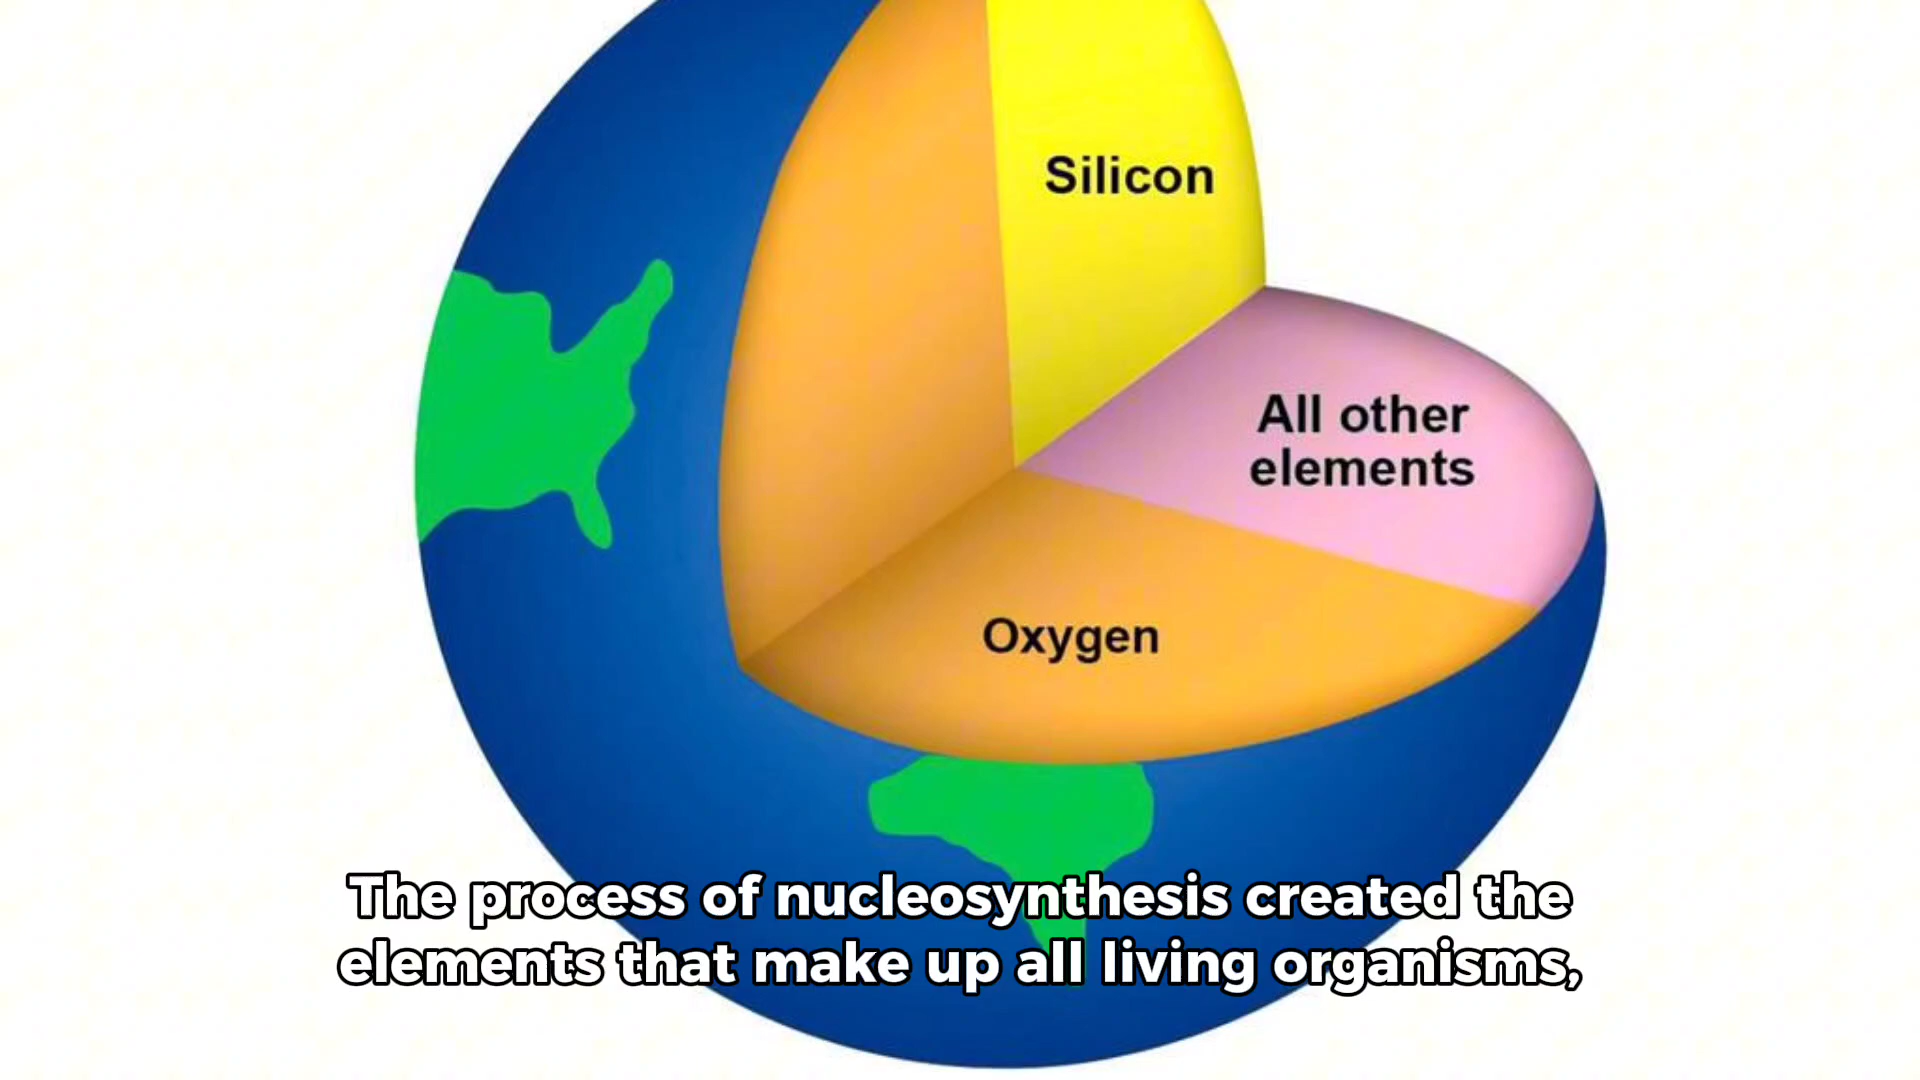 Silicon
All other
elements
Oxygen
The process of nucleosynthesis created the
elements that make up all living organisms,